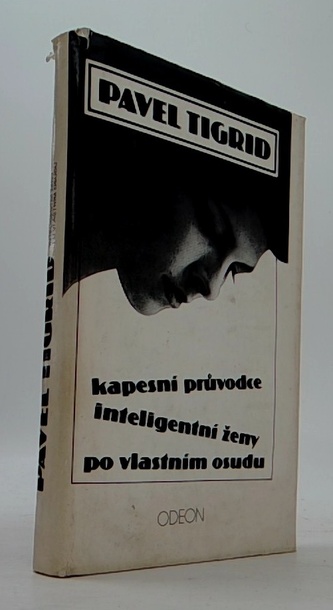 PAVEL TIGRID
kapesní průvodce
inteligentní ženy
po vlastním osudu
ODEON
PAVEL TIGRID